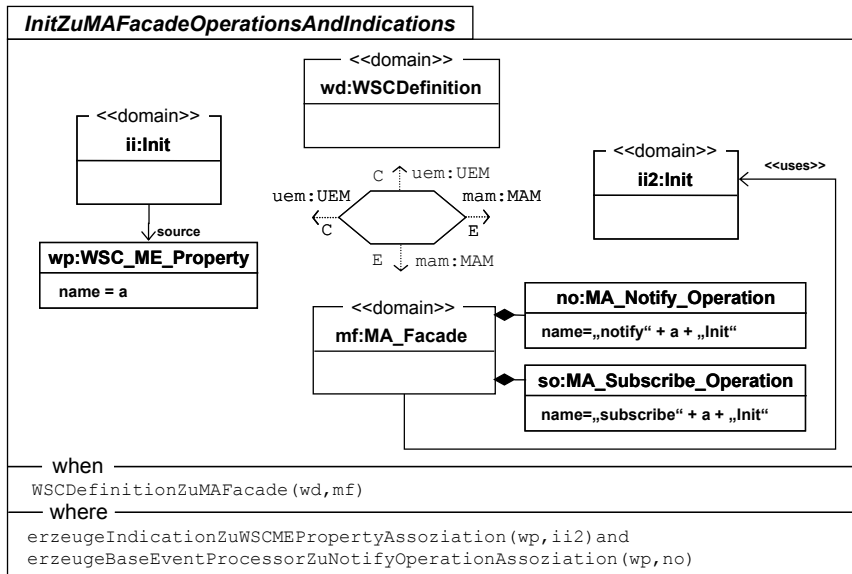 InitZuMAFacadeOperationsAndIndications
<<domain>>
wd:WSCDefinition
<<domain>>
ii:Init
<<domain>>
ii2:Init
<<uses>>
C uem:UEM
uem:UEM mam:MAM
C E
E mam:MAM
source
wp:WSC_ME_Property
name = a
<<domain>>
mf:MA_Facade
no:MA_Notify_Operation
name=„notify“ + a + „Init“
so:MA_Subscribe_Operation
name=„subscribe“ + a + „Init“
when
WSCDefinitionZuMAFacade(wd,mf)
where
erzeugeIndicationZuWSCMEPropertyAssoziation(wp,ii2)and
erzeugeBaseEventProcessorZuNotifyOperationAssoziation(wp,no)